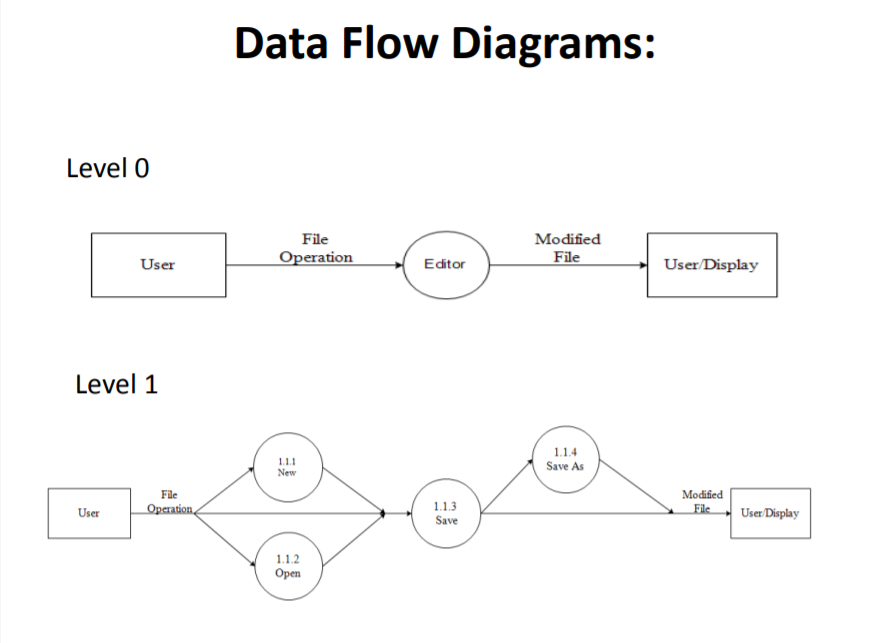 Data Flow Diagrams:
Level 0
User
File
Operation
Editor
Modified
File
User/Display
Level 1
User
File
Operation
1.1.1
New
1.1.2
Open
1.1.3
Save
1.1.4
Save As
Modified
File
User/Display